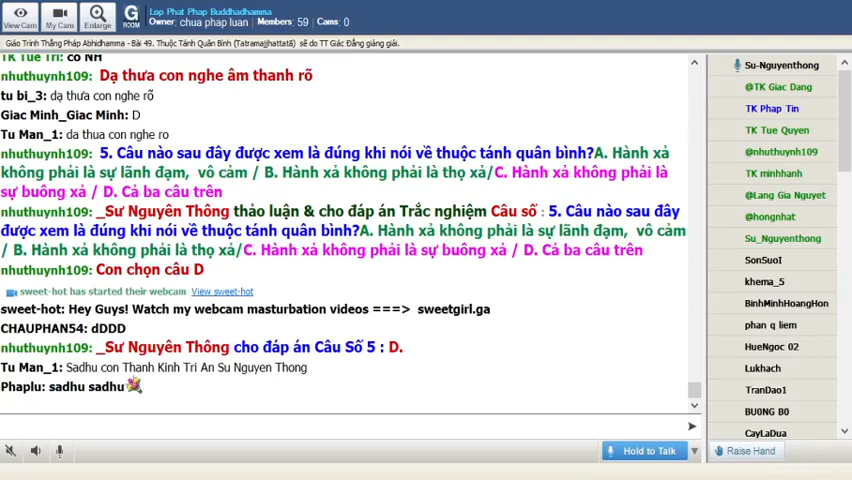 View Cam
My Cam
Enlarge
G ROOM
Lop Phat Phap Buddhadhamma
Owner: chua phap luan Members: 59 Cams: 0
Giáo Trình Thắng Pháp Abhidhamma - Bài 49. Thuộc Tánh Quân Bình (Tatramajjhattatā) sẽ do TT Giác Đẳng giảng giải.
TK Tue Tri: co NH
nhuthuynh109: Dạ thưa con nghe âm thanh rõ
tu bi_3: dạ thưa con nghe rõ
Giac Minh_Giac Minh: D
Tu Man_1: da thua con nghe ro
nhuthuynh109: 5. Câu nào sau đây được xem là đúng khi nói về thuộc tánh quân bình?A. Hành xả
không phải là sự lãnh đạm, vô cảm / B. Hành xả không phải là thọ xả/C. Hành xả không phải là
sự buông xả / D. Cả ba câu trên
nhuthuynh109: _Sư Nguyên Thông thảo luận & cho đáp án Trắc nghiệm Câu số : 5. Câu nào sau đây
được xem là đúng khi nói về thuộc tánh quân bình?A. Hành xả không phải là sự lãnh đạm, vô cảm
/ B. Hành xả không phải là thọ xả/C. Hành xả không phải là sự buông xả / D. Cả ba câu trên
nhuthuynh109: Con chọn câu D
sweet-hot has started their webcam View sweet-hot
sweet-hot: Hey Guys! Watch my webcam masturbation videos ===> sweetgirl.ga
CHAUPHAN54: dDDD
nhuthuynh109: _Sư Nguyên Thông cho đáp án Câu Số 5 : D.
Tu Man_1: Sadhu con Thanh Kinh Tri An Su Nguyen Thong
Phaplu: sadhu sadhu
Hold to Talk
Su-Nguyenthong
@TK Giac Dang
TK Phap Tin
TK Tue Quyen
@nhuthuynh109
TK minhhanh
@Lang Gia Nguyet
@hongnhat
Su_Nguyenthong
SonSuoI
khema_5
BinhMinhHoangHon
phan q liem
HueNgoc 02
Lukhach
TranDao1
BU0NG B0
CayLaDua
Raise Hand